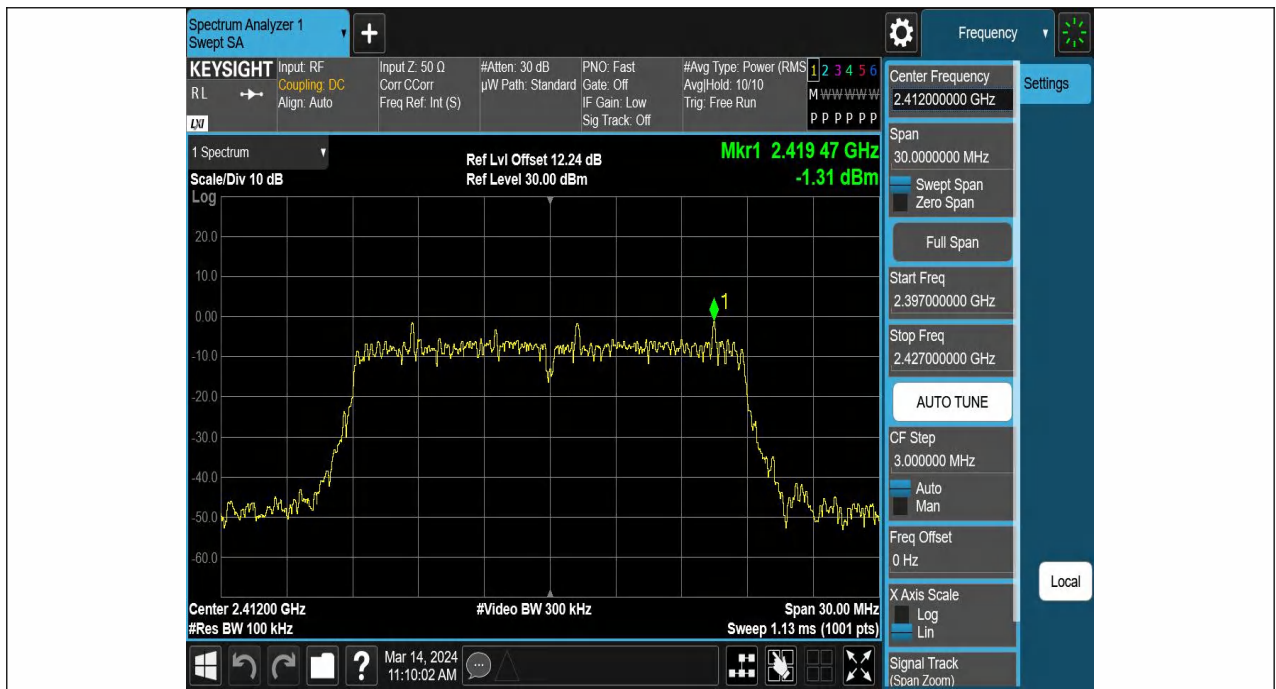 Spectrum Analyzer 1
Swept SA
Frequency
KEYSIGHT
RL
LXI
Input: RF
Coupling: DC
Align: Auto
Input Z: 50 Ω
Corr CCorr
Freq Ref: Int (S)
#Atten: 30 dB
µW Path: Standard
PNO: Fast
Gate: Off
IF Gain: Low
Sig Track: Off
#Avg Type: Power (RMS
Avg|Hold: 10/10
Trig: Free Run
1 2 3 4 5 6
M W W W W W
P P P P P P
1 Spectrum
Scale/Div 10 dB
Log
Ref Lvl Offset 12.24 dB
Ref Level 30.00 dBm
Mkr1 2.419 47 GHz
-1.31 dBm
20.0
10.0
0.00
-10.0
-20.0
-30.0
-40.0
-50.0
-60.0
1
Center 2.41200 GHz
#Res BW 100 kHz
#Video BW 300 kHz
Span 30.00 MHz
Sweep 1.13 ms (1001 pts)
Mar 14, 2024
11:10:02 AM
Center Frequency
2.412000000 GHz
Span
30.0000000 MHz
Swept Span
Zero Span
Full Span
Start Freq
2.397000000 GHz
Stop Freq
2.427000000 GHz
AUTO TUNE
CF Step
3.000000 MHz
Auto
Man
Freq Offset
0 Hz
X Axis Scale
Log
Lin
Signal Track
(Span Zoom)
Settings
Local